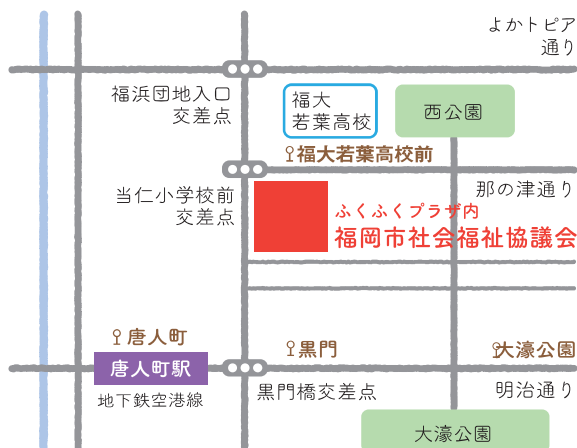 よかトピア
通り
福浜団地入口
交差点
福大
若葉高校
西公園
福大若葉高校前
当仁小学校前
交差点
那の津通り
ふくふくプラザ内
福岡市社会福祉協議会
唐人町
唐人町駅
地下鉄空港線
黒門
黒門橋交差点
大濠公園
明治通り
大濠公園